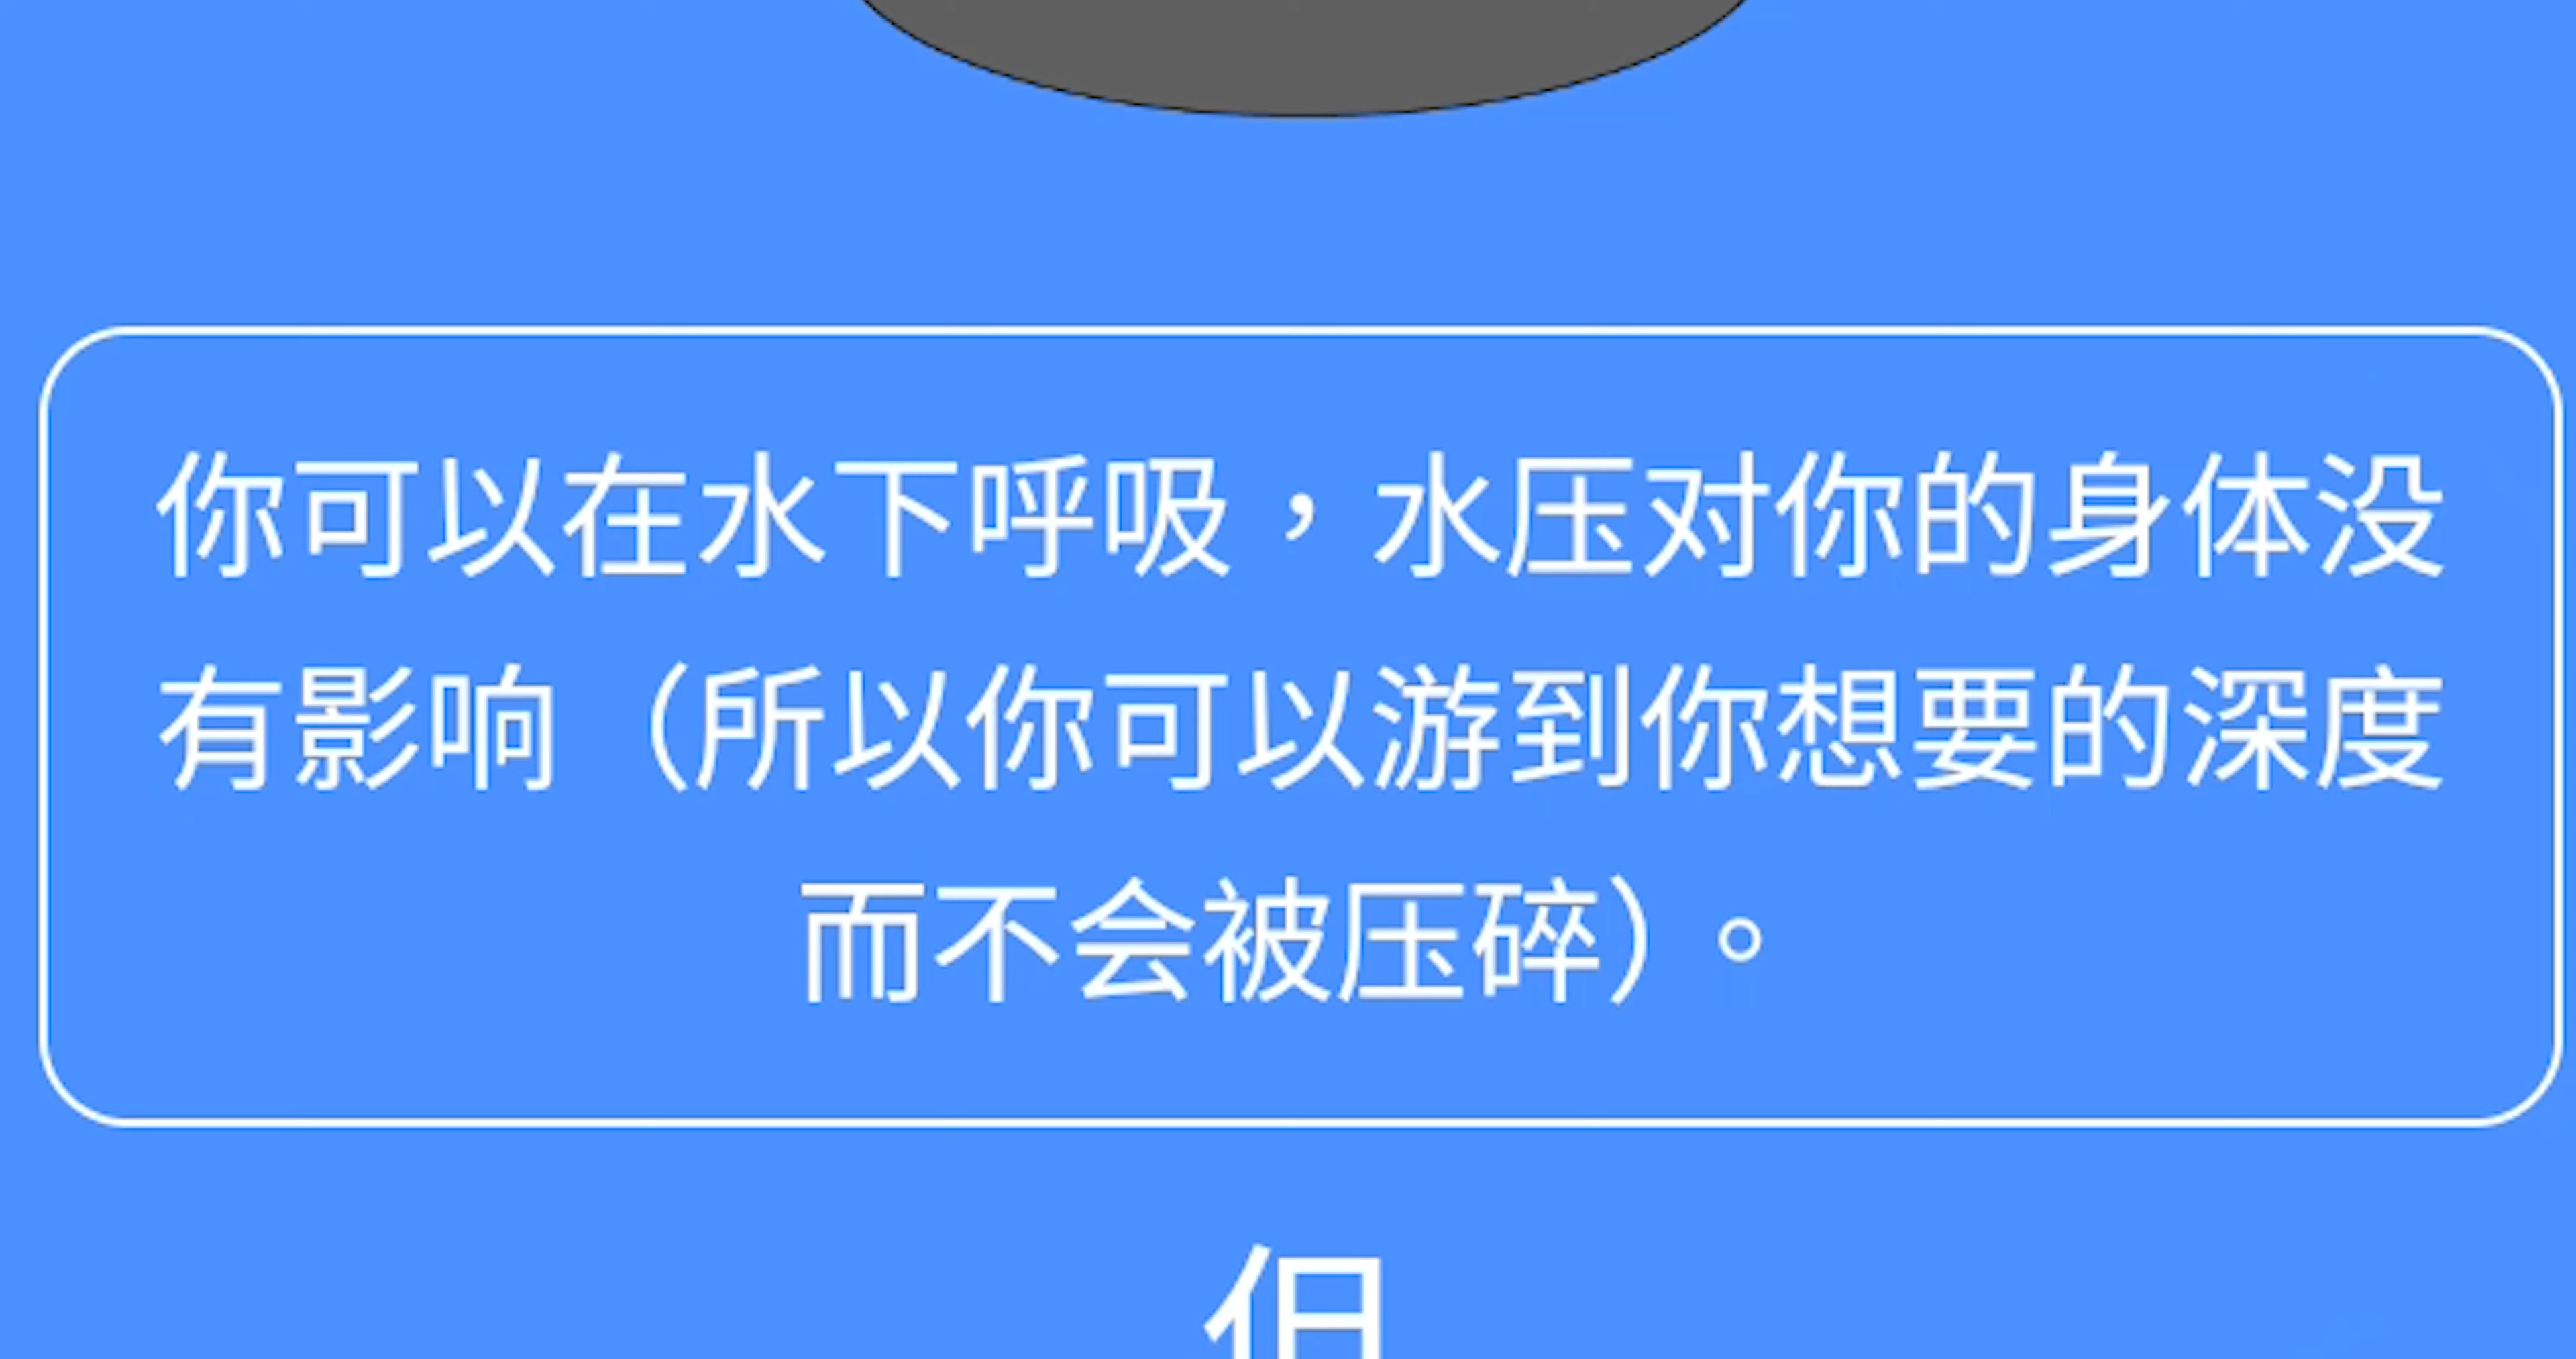 你可以在水下呼吸，水压对你的身体没
有影响（所以你可以游到你想要的深度
而不会被压碎）。
但